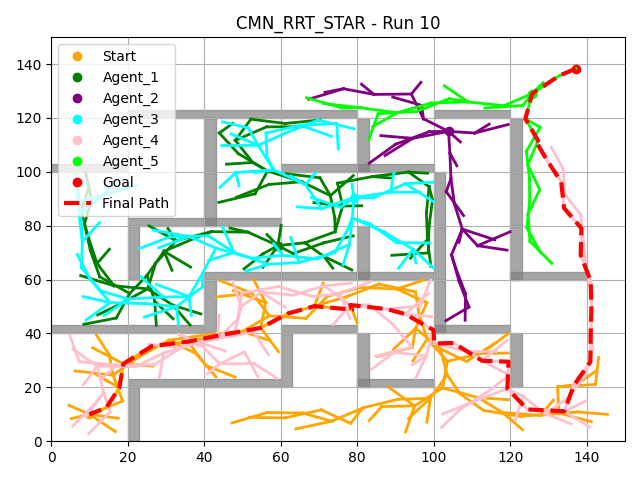 CMN_RRT_STAR - Run 10
Start
Agent_1
Agent_2
Agent_3
Agent_4
Agent_5
Goal
Final Path
140
120
100
80
60
40
20
0
0 20 40 60 80 100 120 140